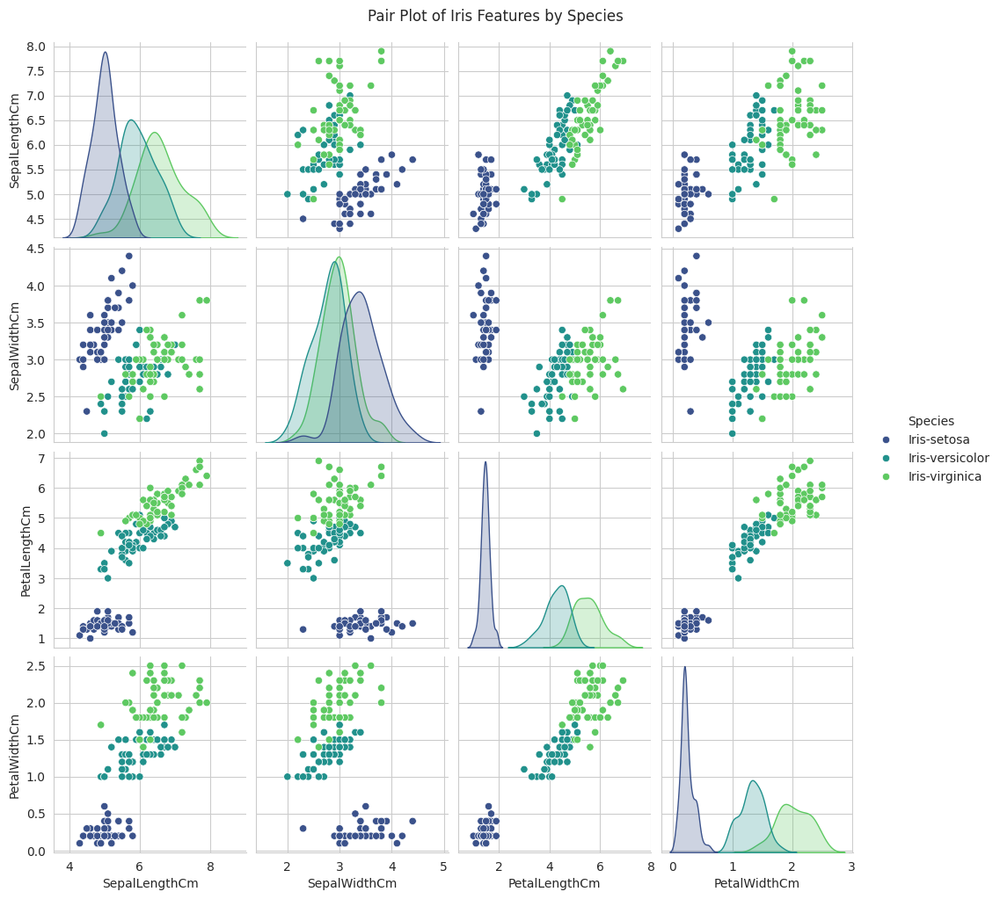 Pair Plot of Iris Features by Species
8.0
7.5
7.0
6.5
6.0
5.5
5.0
4.5
SepalLengthCm
4.5
4.0
3.5
3.0
2.5
2.0
SepalWidthCm
Species
Iris-setosa
Iris-versicolor
Iris-virginica
7
6
5
4
3
2
1
PetalLengthCm
2.5
2.0
1.5
1.0
0.5
0.0
PetalWidthCm
4 6 8 2 3 4 5 2 4 6 8 0 1 2 3
SepalLengthCm SepalWidthCm PetalLengthCm PetalWidthCm